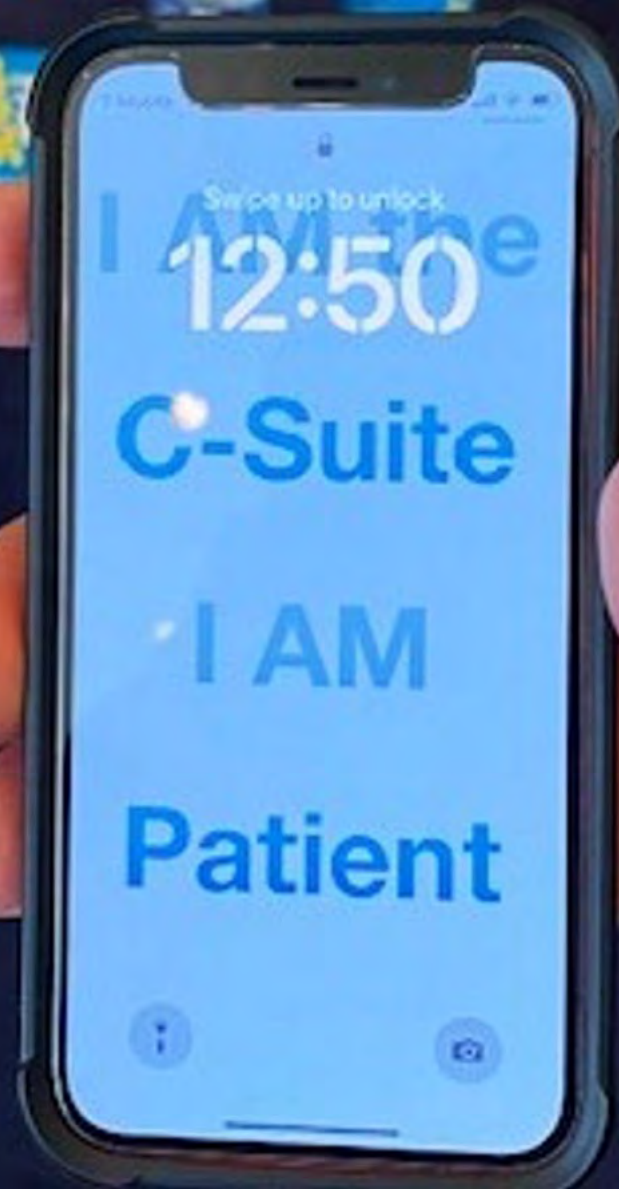 Swipe up to unlock
I AM the
12:50
C-Suite
I AM
Patient